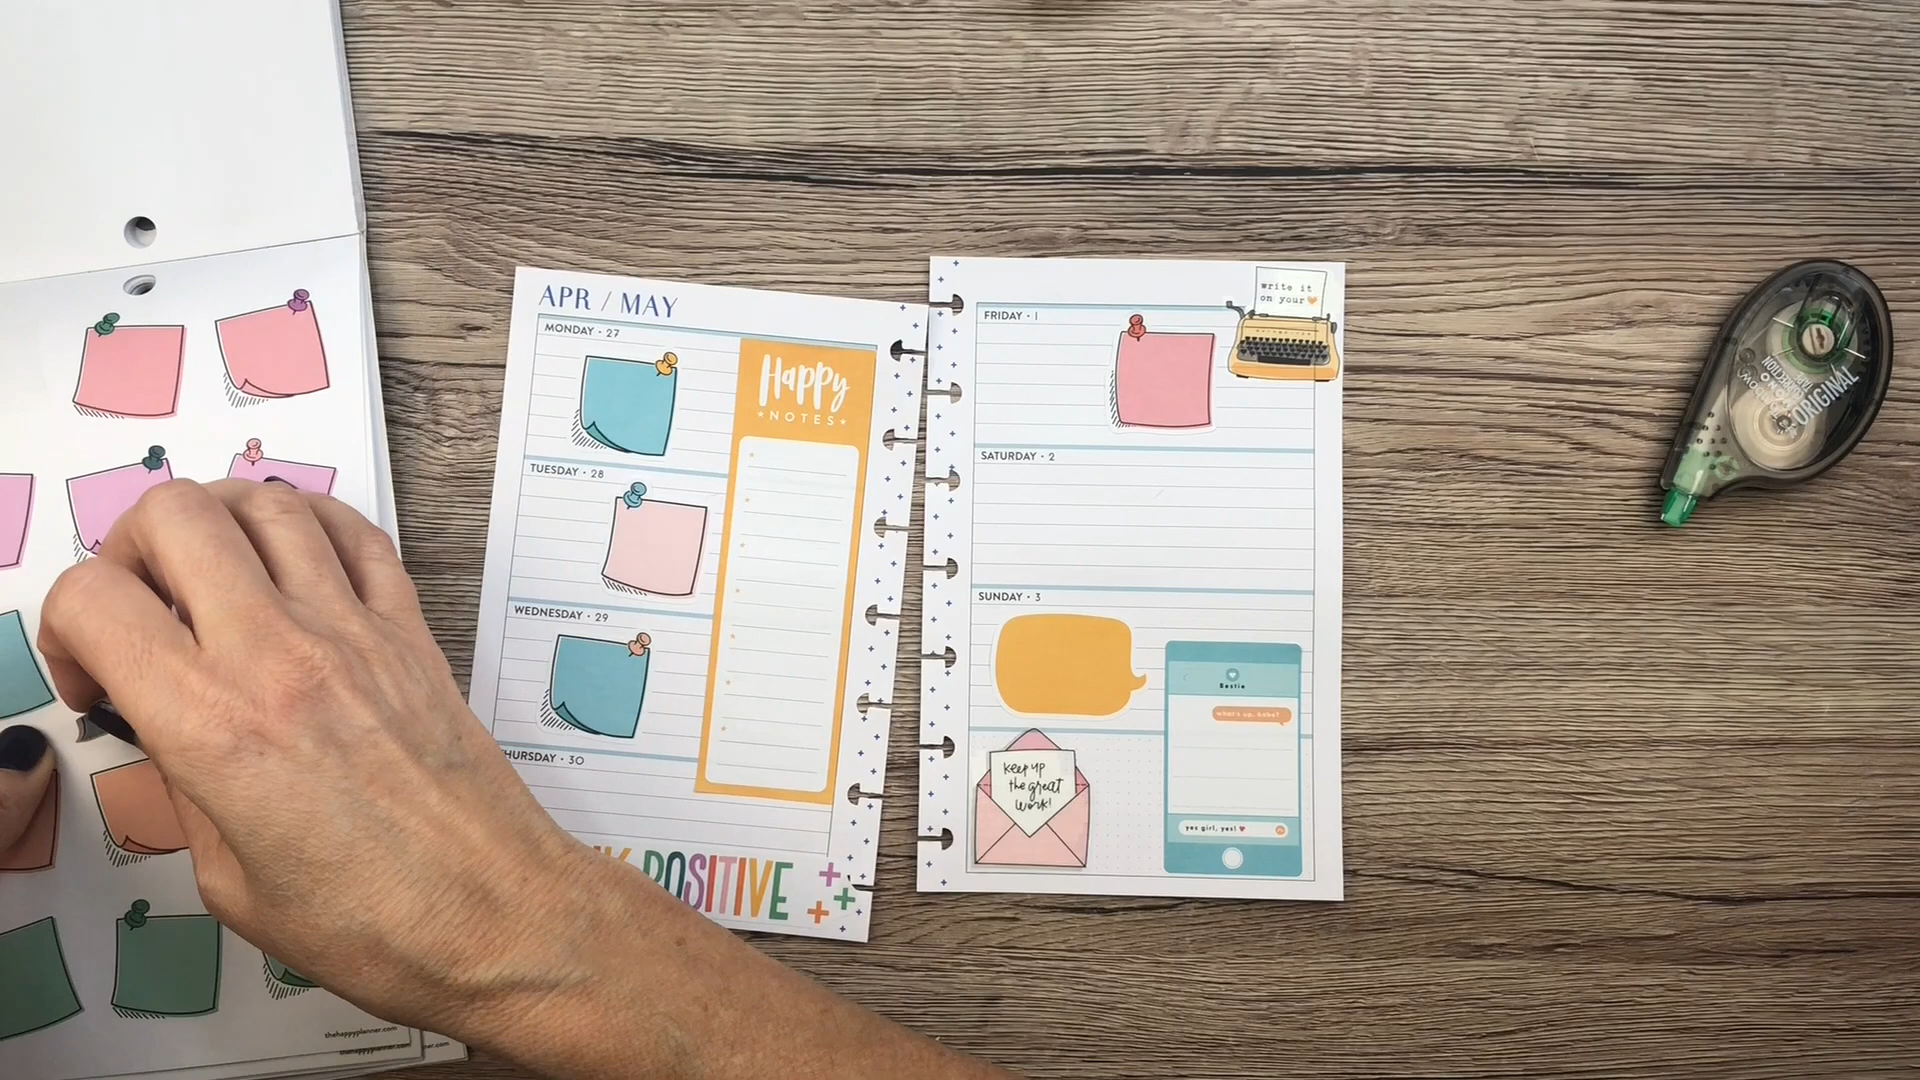 APR / MAY
MONDAY · 27
Happy
★NOTES★
TUESDAY · 28
WEDNESDAY · 29
HURSDAY · 30
POSITIVE
write it
on your
FRIDAY · 1
SATURDAY · 2
SUNDAY · 3
Bestie
what's up, babe?
keep up
the great
work!
yes girl, yes!
ORIGINAL
thehappyplanner.com
thehappyplanner.com